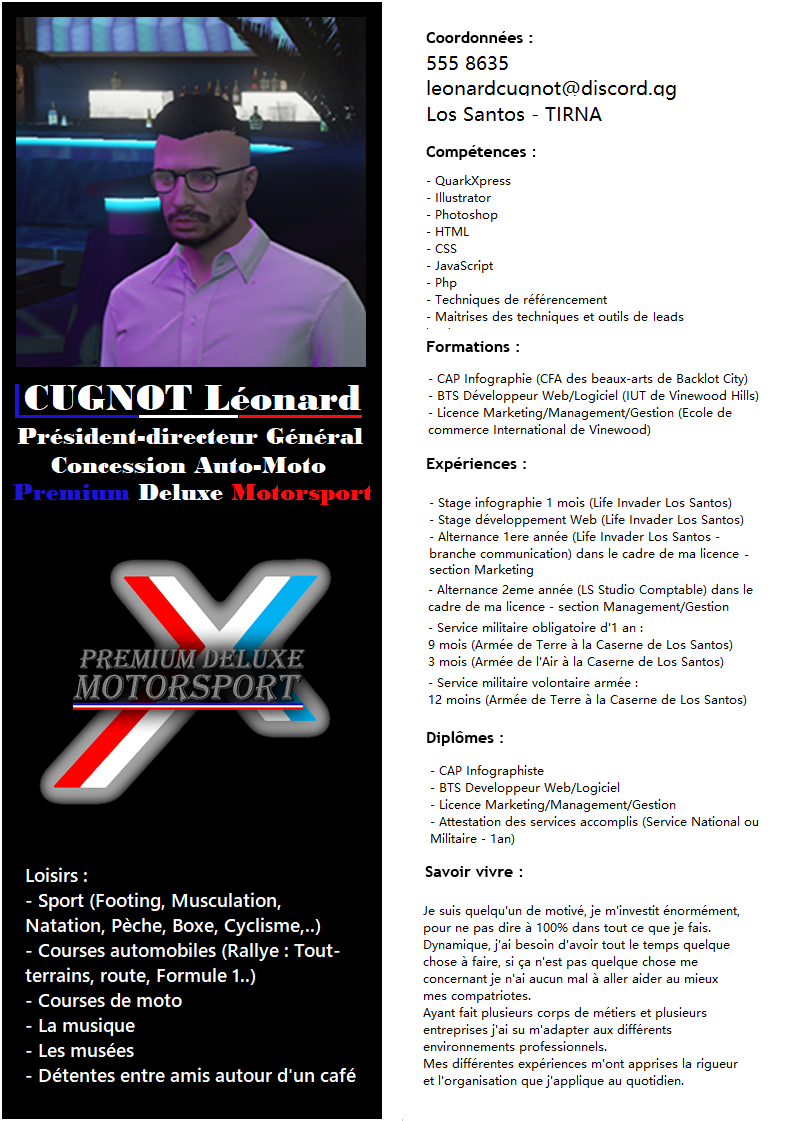 CUGNOT Léonard
Président-directeur Général
Concession Auto-Moto
Premium Deluxe Motorsport
PREMIUM DELUXE
MOTORSPORT
Loisirs :
- Sport (Footing, Musculation,
Natation, Pèche, Boxe, Cyclisme,..)
- Courses automobiles (Rallye : Tout-
terrains, route, Formule 1..)
- Courses de moto
- La musique
- Les musées
- Détentes entre amis autour d'un café
Coordonnées :
555 8635
leonardcugnot@discord.gg
Los Santos - TIRNA
Compétences :
- QuarkXpress
- Illustrator
- Photoshop
- HTML
- CSS
- JavaScript
- Php
- Techniques de référencement
- Maitrises des techniques et outils de leads
Formations :
- CAP Infographie (CFA des beaux-arts de Backlot City)
- BTS Développeur Web/Logiciel (IUT de Vinewood Hills)
- Licence Marketing/Management/Gestion (Ecole de
commerce International de Vinewood)
Expériences :
- Stage infographie 1 mois (Life Invader Los Santos)
- Stage développement Web (Life Invader Los Santos)
- Alternance 1ere année (Life Invader Los Santos -
branche communication) dans le cadre de ma licence -
section Marketing
- Alternance 2eme année (LS Studio Comptable) dans le
cadre de ma licence - section Management/Gestion
- Service militaire obligatoire d'1 an :
9 mois (Armée de Terre à la Caserne de Los Santos)
3 mois (Armée de l'Air à la Caserne de Los Santos)
- Service militaire volontaire armée :
12 moins (Armée de Terre à la Caserne de Los Santos)
Diplômes :
- CAP Infographiste
- BTS Developpeur Web/Logiciel
- Licence Marketing/Management/Gestion
- Attestation des services accomplis (Service National ou
Militaire - 1an)
Savoir vivre :
Je suis quelqu'un de motivé, je m'investit énormément,
pour ne pas dire à 100% dans tout ce que je fais.
Dynamique, j'ai besoin d'avoir tout le temps quelque
chose à faire, si ça n'est pas quelque chose me
concernant je n'ai aucun mal à aller aider au mieux
mes compatriotes.
Ayant fait plusieurs corps de métiers et plusieurs
entreprises j'ai su m'adapter aux différents
environnements professionnels.
Mes différentes expériences m'ont apprises la rigueur
et l'organisation que j'applique au quotidien.